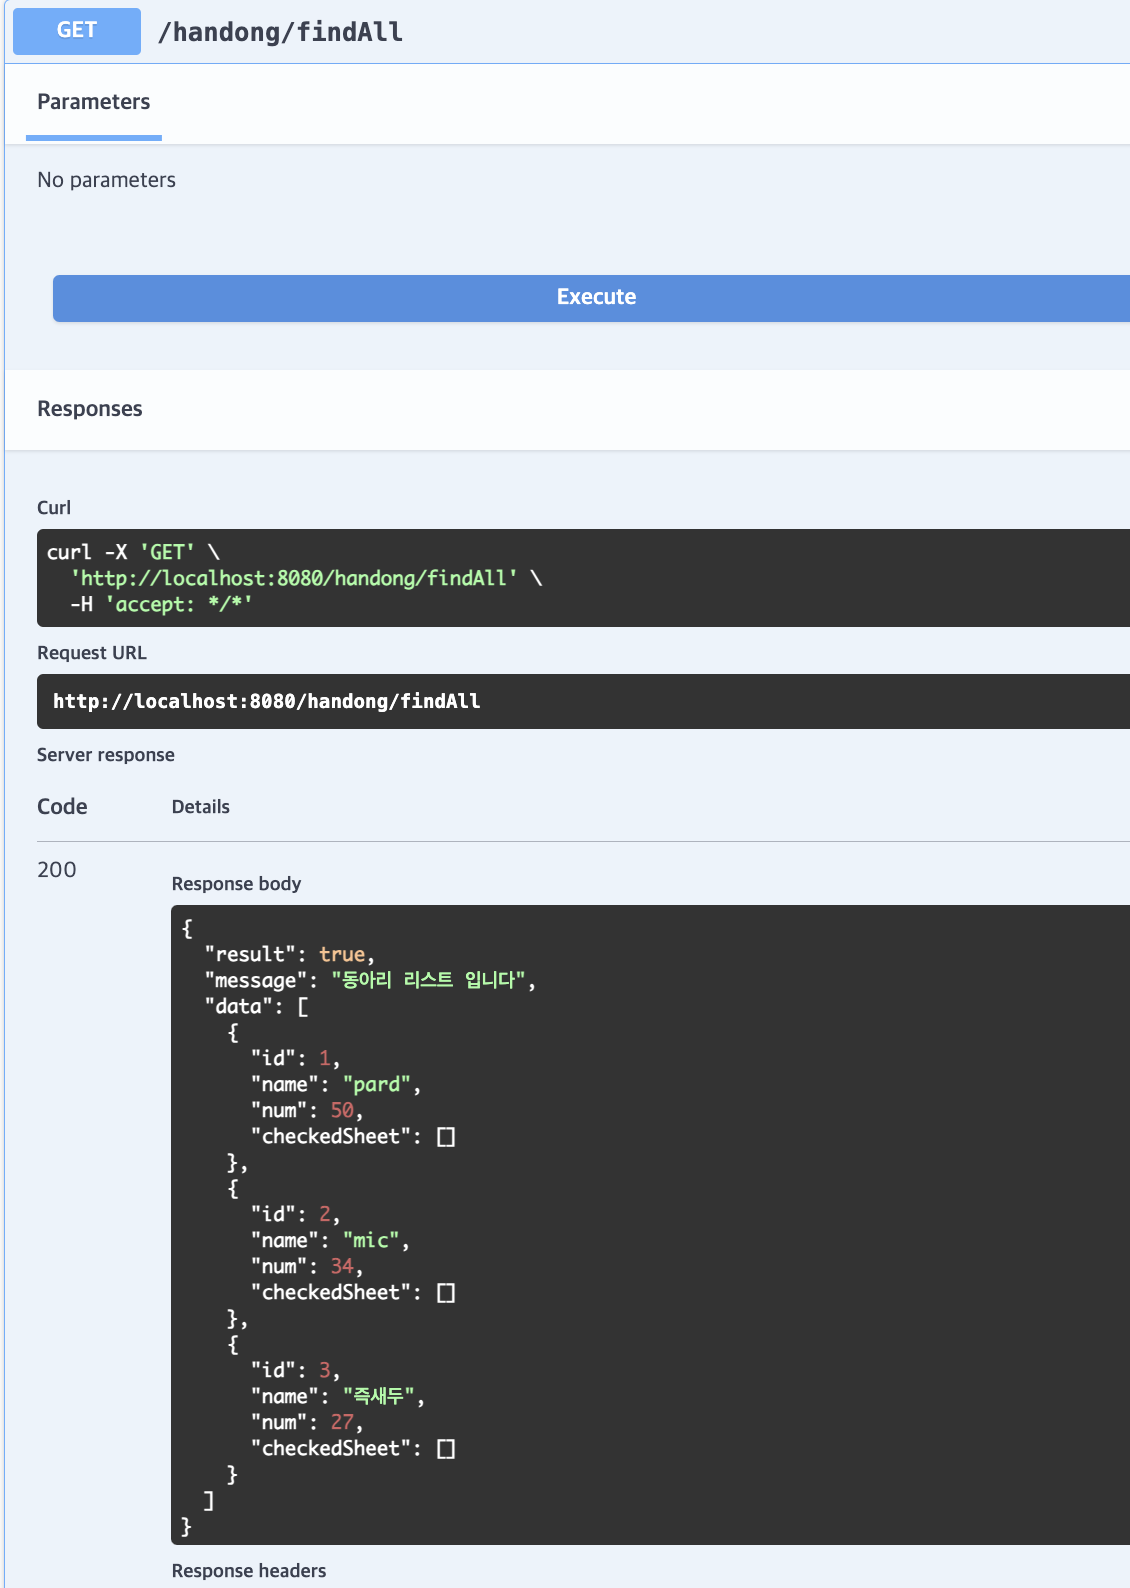 GET /handong/findAll
Parameters
No parameters
Execute
Responses
Curl
curl -X 'GET' \
  'http://localhost:8080/handong/findAll' \
  -H 'accept: */*'
Request URL
http://localhost:8080/handong/findAll
Server response
Code Details
200
Response body
{
  "result": true,
  "message": "동아리 리스트 입니다",
  "data": [
    {
      "id": 1,
      "name": "pard",
      "num": 50,
      "checkedSheet": []
    },
    {
      "id": 2,
      "name": "mic",
      "num": 34,
      "checkedSheet": []
    },
    {
      "id": 3,
      "name": "즉새두",
      "num": 27,
      "checkedSheet": []
    }
  ]
}
Response headers